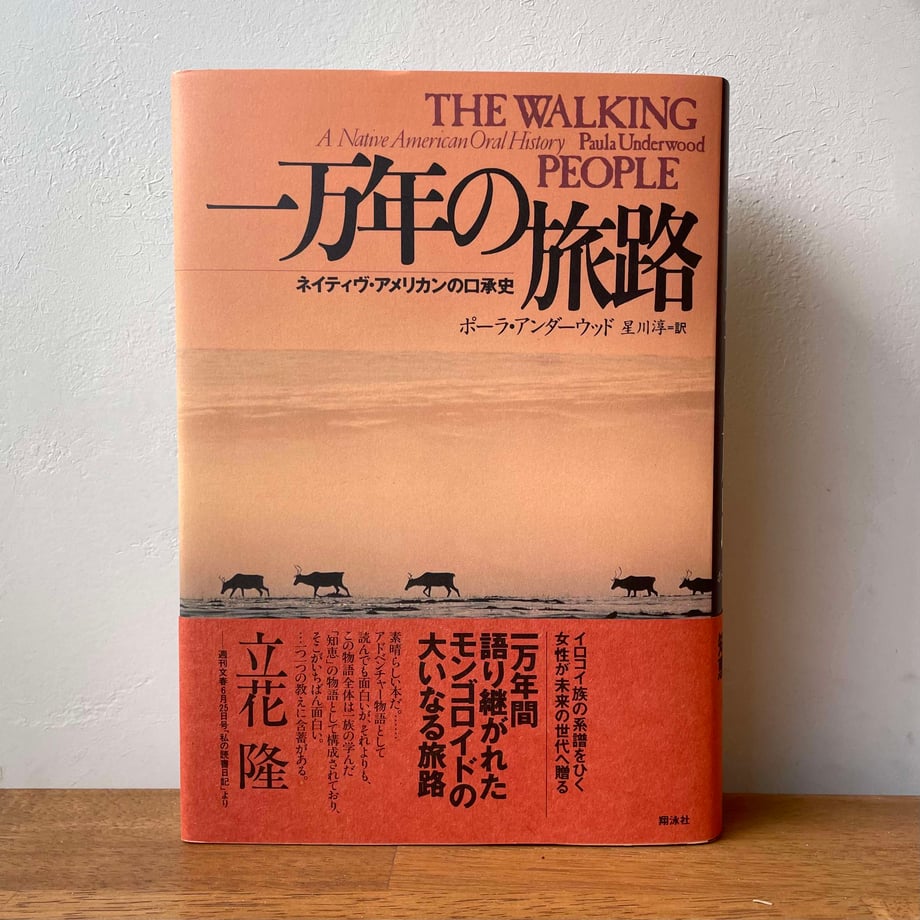 THE WALKING
A Native American Oral History Paula Underwood
PEOPLE
一万年の旅路
ネイティヴ・アメリカンの口承史
ポーラ・アンダーウッド 星川淳=訳
イロコイ族の系譜をひく
女性が未来の世代へ贈る
一万年間
語り継がれた
モンゴロイドの
大いなる旅路
素晴らしい本だ。……
アドベンチャー物語として
読んでも面白いが、それよりも、
この物語全体は一族の学んだ
「知恵」の物語として構成されており、
そこがいちばん面白い。
…一つ一つの教えに含蓄がある。
立花 隆
──週刊文春6月25日号、「私の読書日記」より
翔泳社